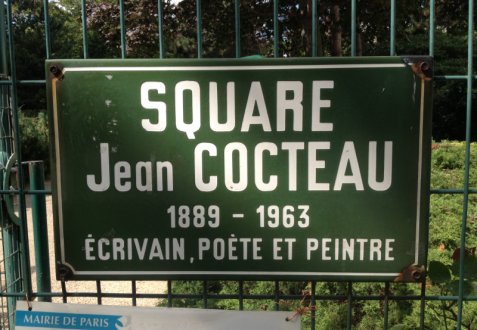 SQUARE
Jean COCTEAU
1889 - 1963
ÉCRIVAIN, POÈTE ET PEINTRE
MAIRIE DE PARIS